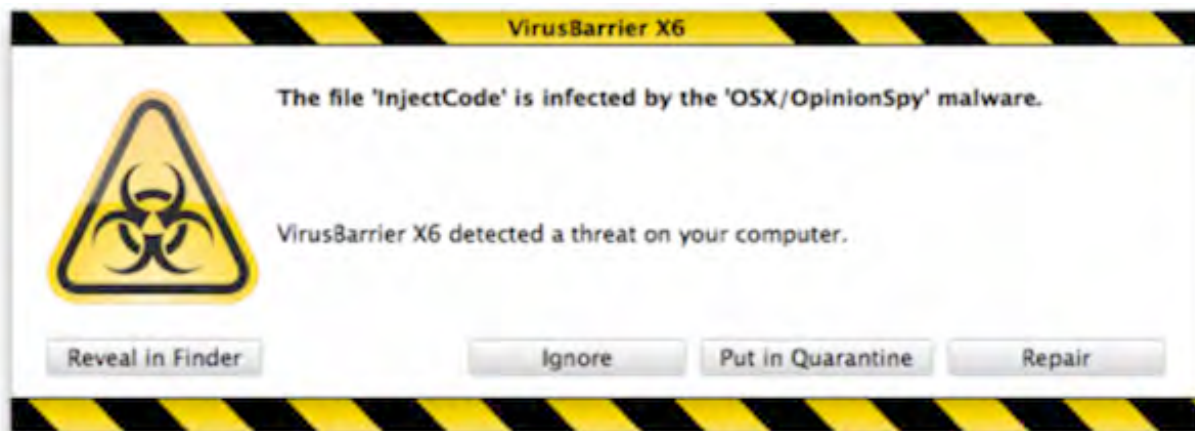 VirusBarrier X6
The file 'InjectCode' is infected by the 'OSX/OpinionSpy' malware.
VirusBarrier X6 detected a threat on your computer.
Reveal in Finder Ignore Put in Quarantine Repair